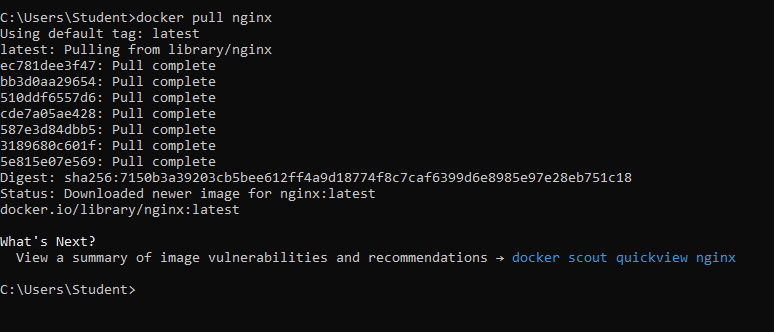 C:\Users\Student>docker pull nginx
Using default tag: latest
latest: Pulling from library/nginx
ec781dee3f47: Pull complete
bb3d0aa29654: Pull complete
510ddf6557d6: Pull complete
cde7a05ae428: Pull complete
587e3d84dbb5: Pull complete
3189680c601f: Pull complete
5e815e07e569: Pull complete
Digest: sha256:7150b3a39203cb5bee612ff4a9d18774f8c7caf6399d6e8985e97e28eb751c18
Status: Downloaded newer image for nginx:latest
docker.io/library/nginx:latest
What's Next?
View a summary of image vulnerabilities and recommendations → docker scout quickview nginx
C:\Users\Student>